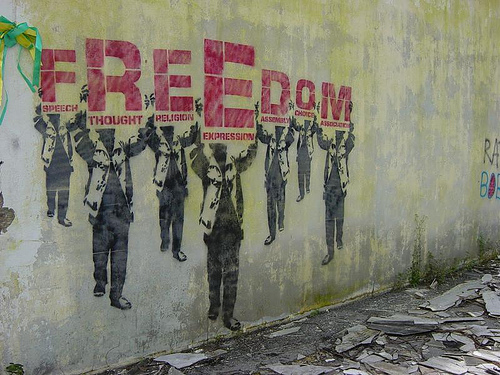 FREEDOM
SPEECH THOUGHT RELIGION EXPRESSION ASSEMBLY CHOICE ASSOCIATION